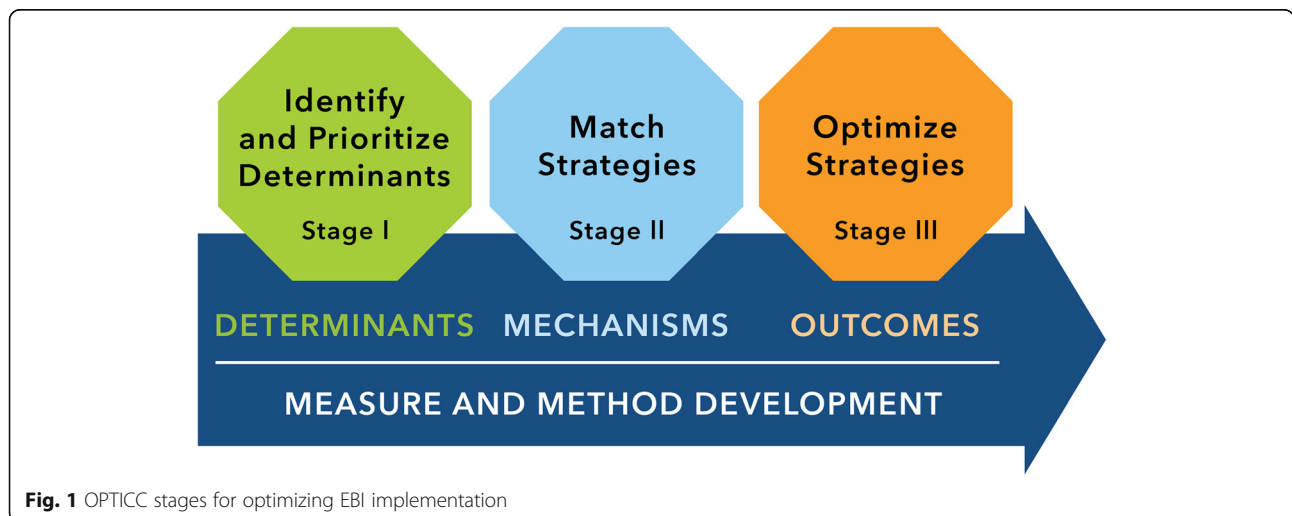 Identify
and Prioritize
Determinants
Stage I
Match
Strategies
Stage II
Optimize
Strategies
Stage III
DETERMINANTS MECHANISMS OUTCOMES
MEASURE AND METHOD DEVELOPMENT
Fig. 1 OPTICC stages for optimizing EBI implementation